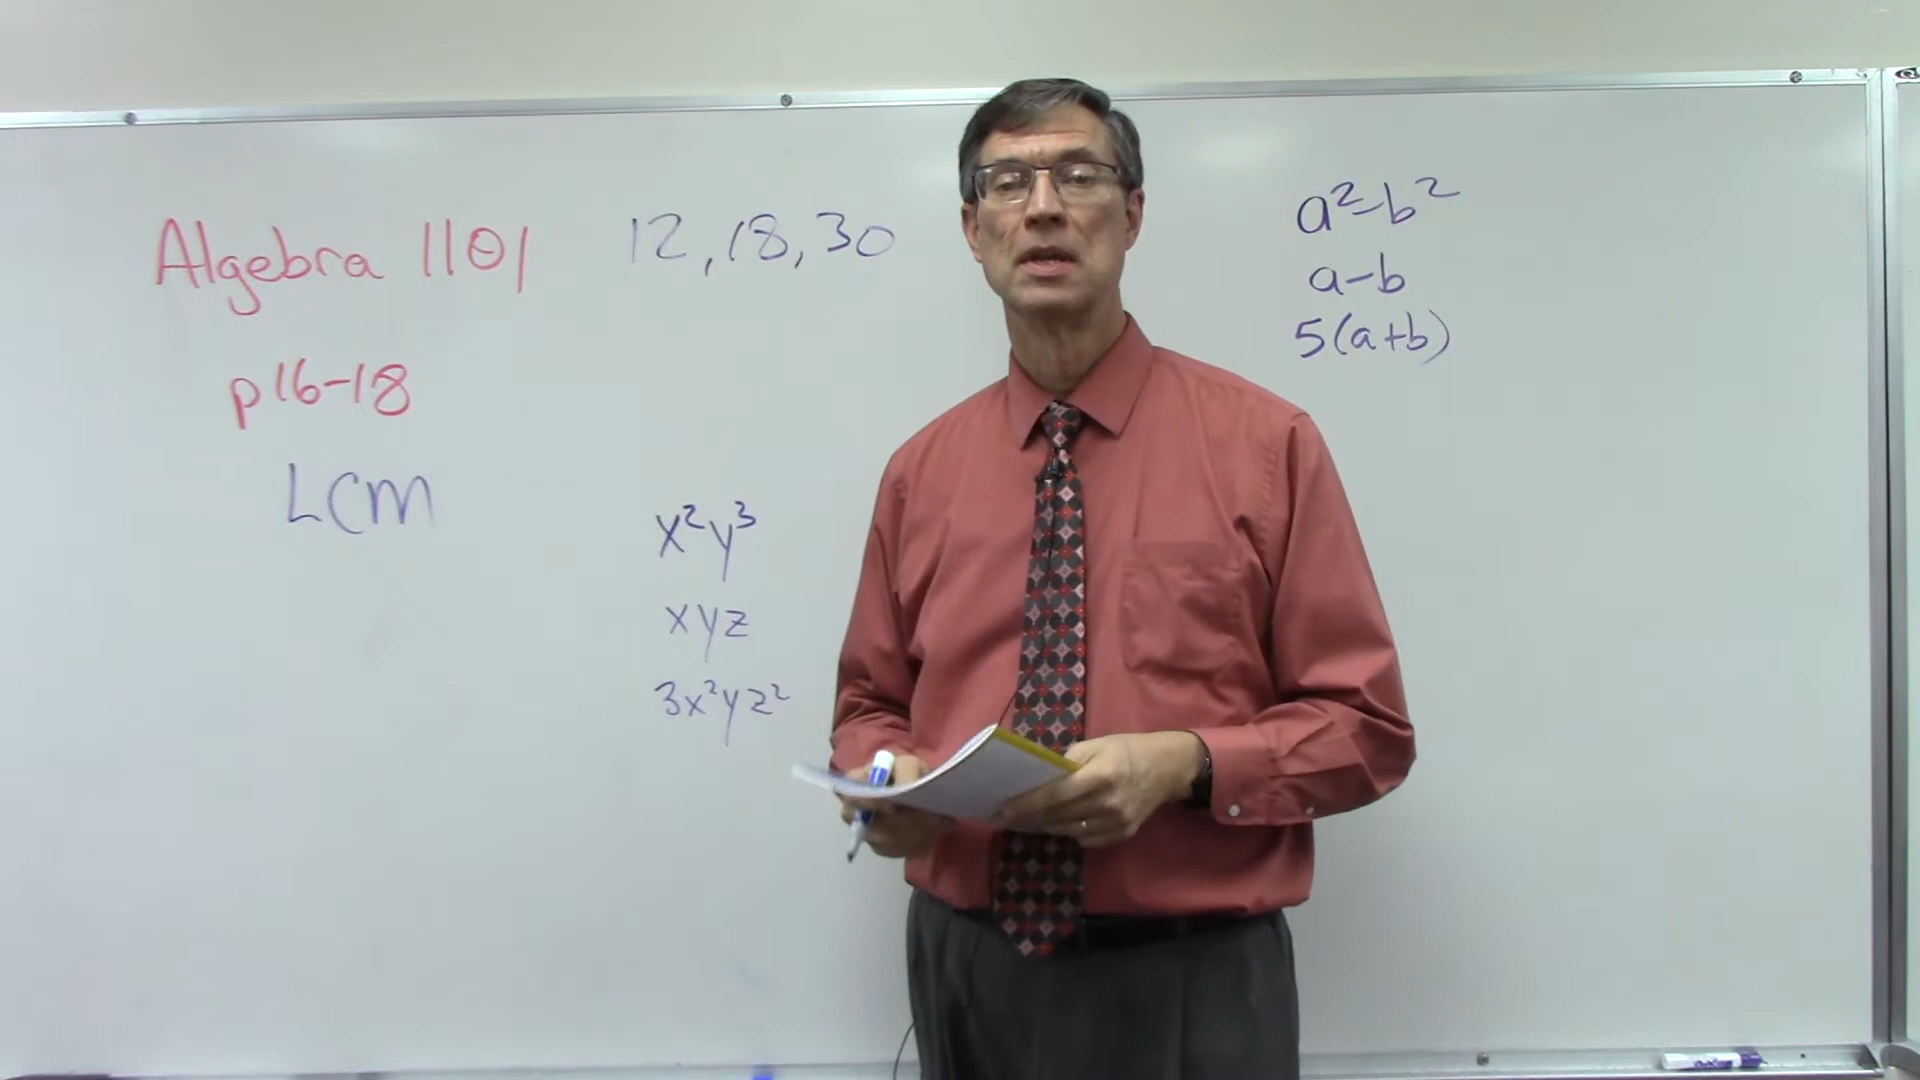 Algebra 1101
p16-18
LCM
12, 18, 30
x²y³
xyz
3x²yz²
a²-b²
a-b
5(a+b)